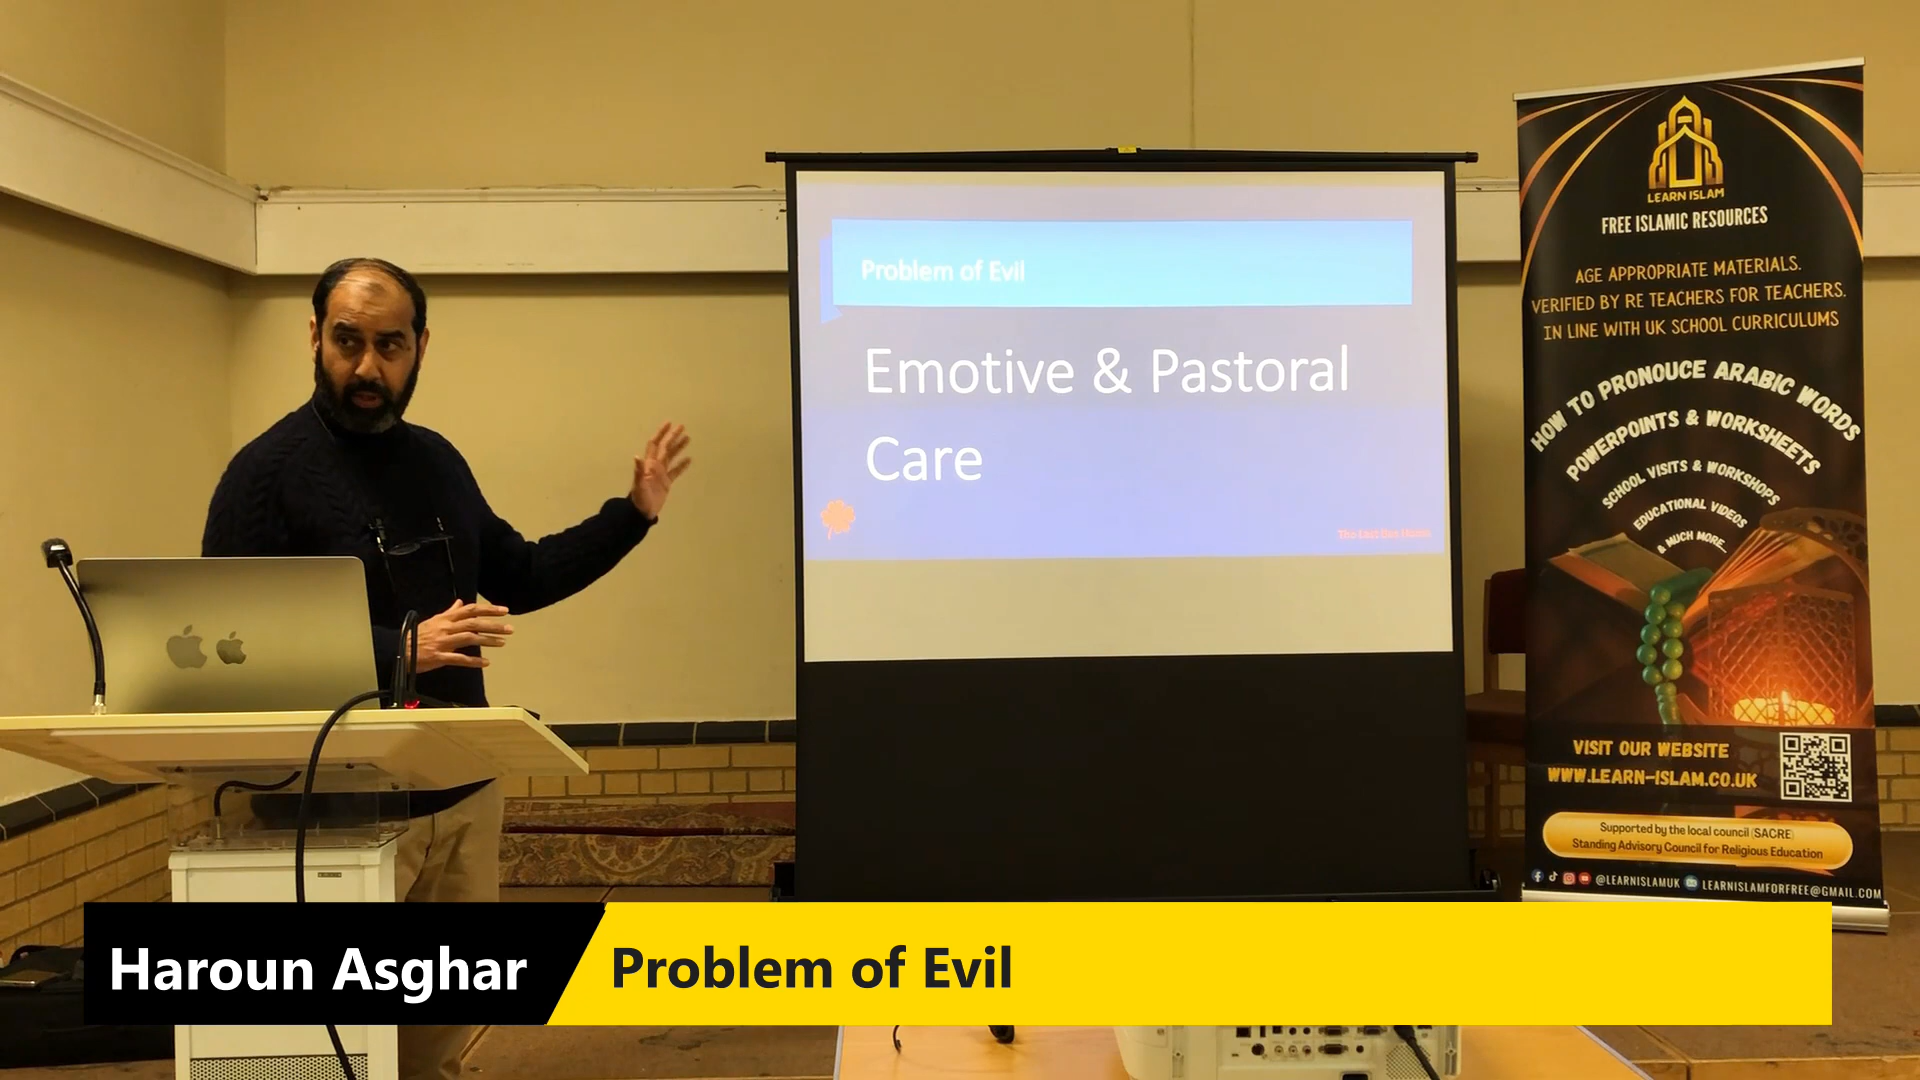 Problem of Evil
Emotive & Pastoral
Care
LEARN ISLAM
FREE ISLAMIC RESOURCES
AGE APPROPRIATE MATERIALS.
VERIFIED BY RE TEACHERS FOR TEACHERS.
IN LINE WITH UK SCHOOL CURRICULUMS
HOW TO PRONOUCE ARABIC WORDS
POWERPOINTS & WORKSHEETS
SCHOOL VISITS & WORKSHOPS
EDUCATIONAL VIDEOS
& MUCH MORE...
VISIT OUR WEBSITE
WWW.LEARN-ISLAM.CO.UK
Supported by the local council (SACRE)
Standing Advisory Council for Religious Education
@LEARNISLAMUK LEARNISLAMFORFREE@GMAIL.COM
Haroun Asghar
Problem of Evil